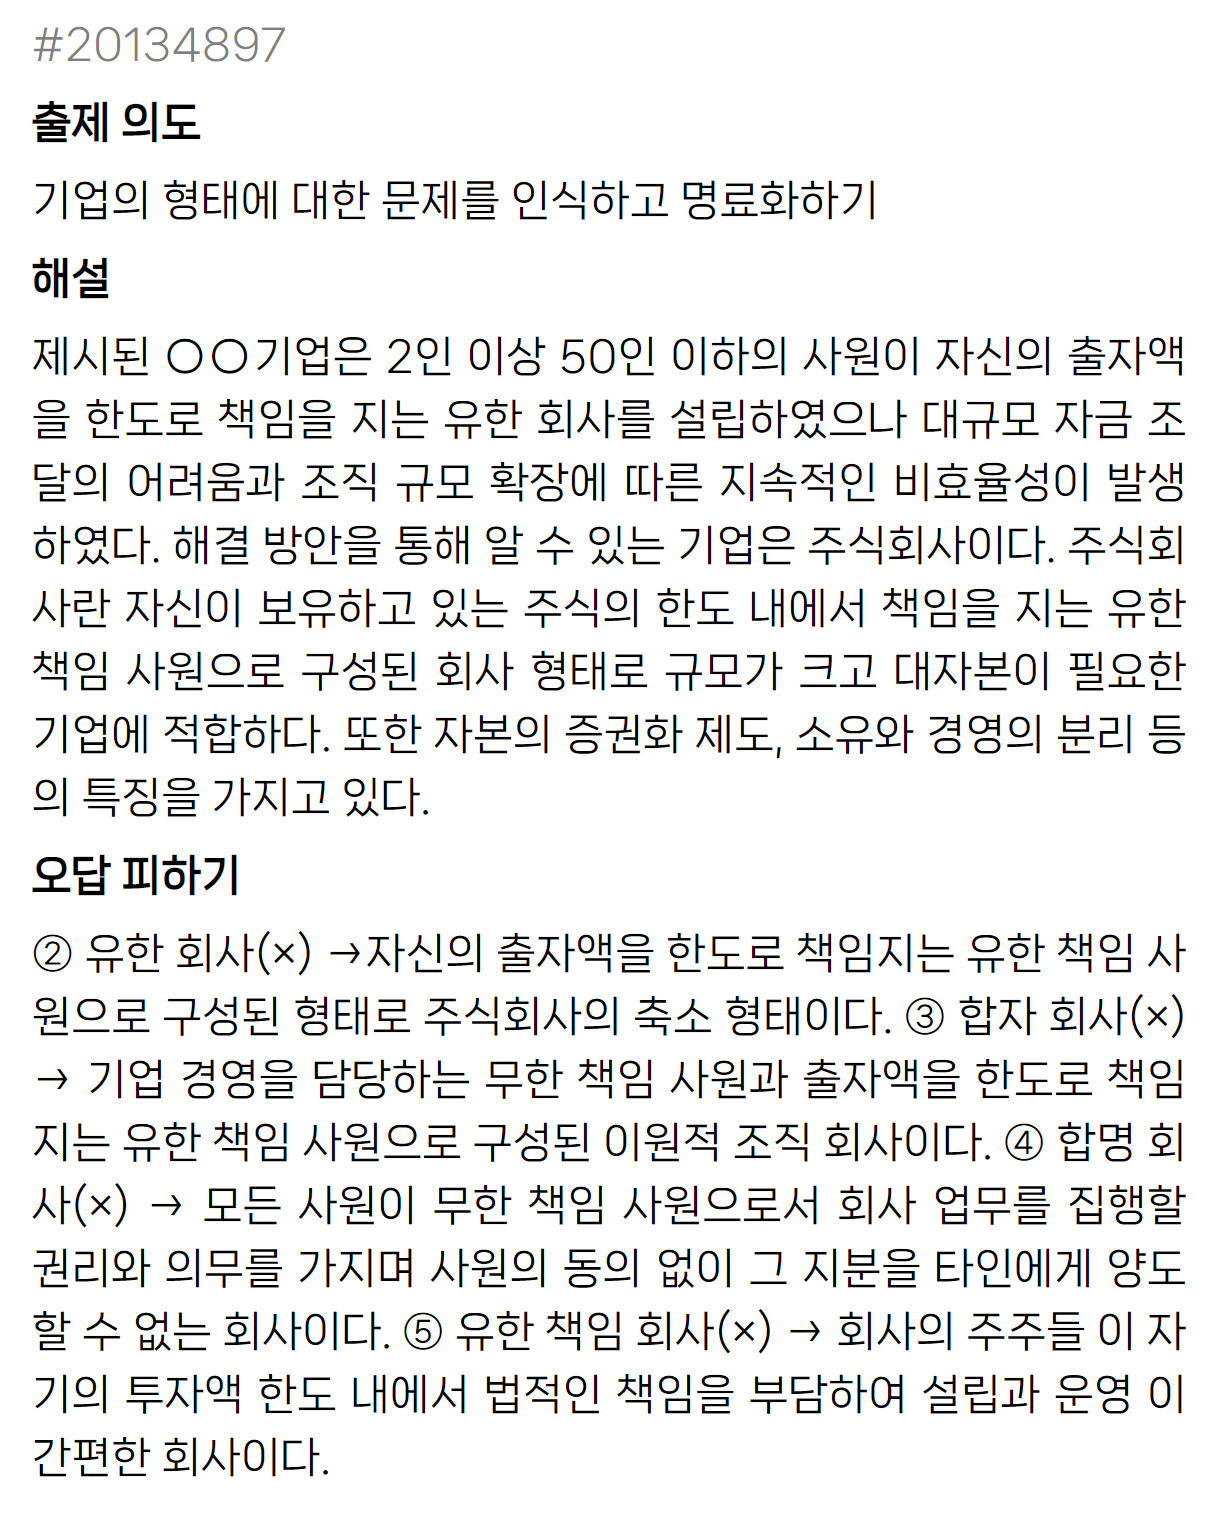 #20134897
출제 의도
기업의 형태에 대한 문제를 인식하고 명료화하기
해설
제시된 ○○기업은 2인 이상 50인 이하의 사원이 자신의 출자액
을 한도로 책임을 지는 유한 회사를 설립하였으나 대규모 자금 조
달의 어려움과 조직 규모 확장에 따른 지속적인 비효율성이 발생
하였다. 해결 방안을 통해 알 수 있는 기업은 주식회사이다. 주식회
사란 자신이 보유하고 있는 주식의 한도 내에서 책임을 지는 유한
책임 사원으로 구성된 회사 형태로 규모가 크고 대자본이 필요한
기업에 적합하다. 또한 자본의 증권화 제도, 소유와 경영의 분리 등
의 특징을 가지고 있다.
오답 피하기
② 유한 회사(×) →자신의 출자액을 한도로 책임지는 유한 책임 사
원으로 구성된 형태로 주식회사의 축소 형태이다. ③ 합자 회사(×)
→ 기업 경영을 담당하는 무한 책임 사원과 출자액을 한도로 책임
지는 유한 책임 사원으로 구성된 이원적 조직 회사이다. ④ 합명 회
사(×) → 모든 사원이 무한 책임 사원으로서 회사 업무를 집행할
권리와 의무를 가지며 사원의 동의 없이 그 지분을 타인에게 양도
할 수 없는 회사이다. ⑤ 유한 책임 회사(×) → 회사의 주주들 이 자
기의 투자액 한도 내에서 법적인 책임을 부담하여 설립과 운영 이
간편한 회사이다.